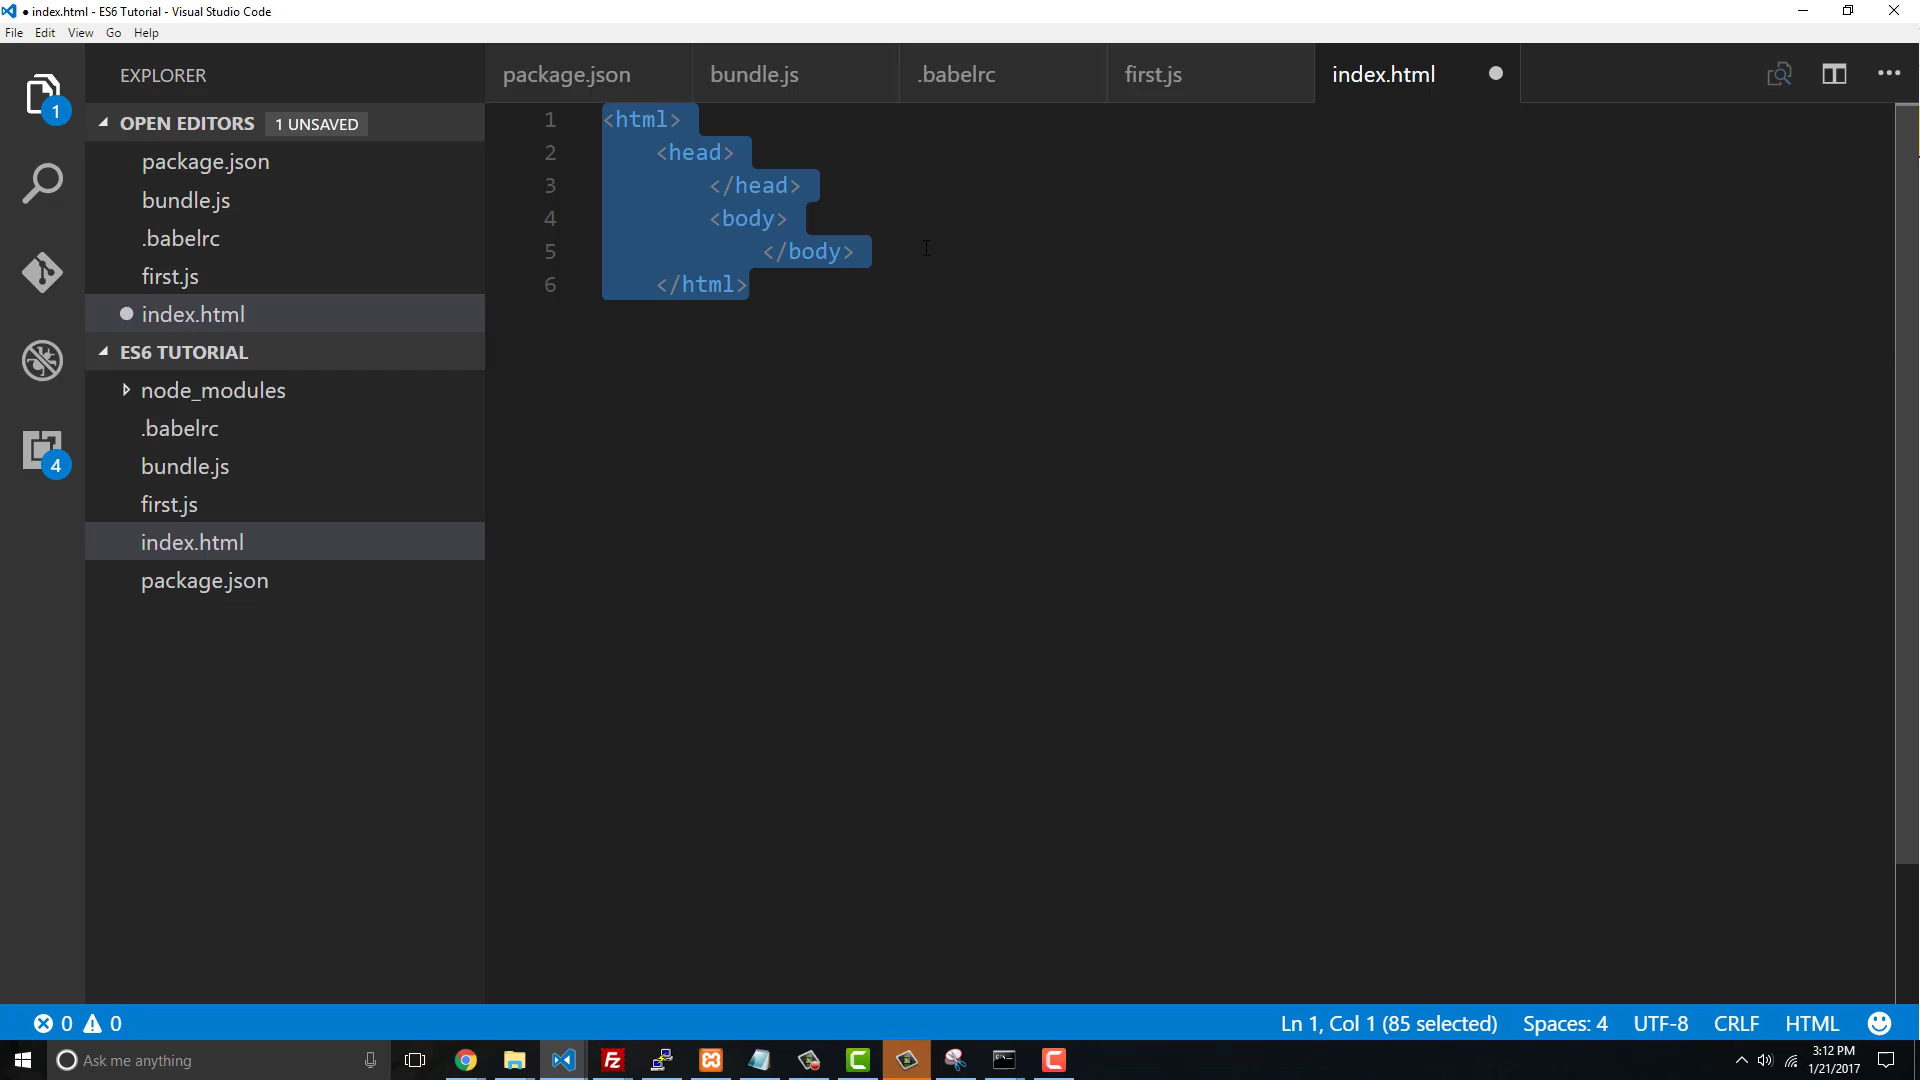 ● index.html - ES6 Tutorial - Visual Studio Code
File Edit View Go Help
EXPLORER
OPEN EDITORS 1 UNSAVED
package.json
bundle.js
.babelrc
first.js
index.html
ES6 TUTORIAL
node_modules
.babelrc
bundle.js
first.js
index.html
package.json
1
4
package.json bundle.js .babelrc first.js index.html
1 <html>
2 <head>
3 </head>
4 <body>
5 </body>
6 </html>
0 0 Ln 1, Col 1 (85 selected) Spaces: 4 UTF-8 CRLF HTML
Ask me anything
3:12 PM
1/21/2017